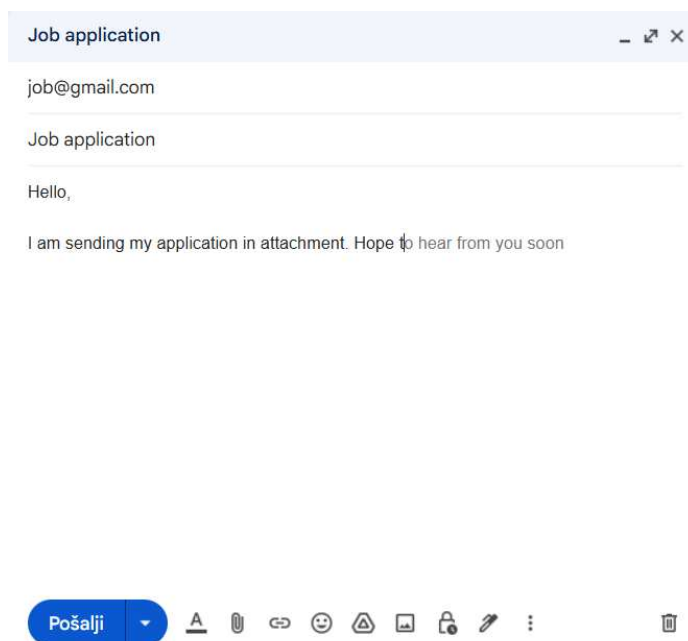 Job application
job@gmail.com
Job application
Hello,
I am sending my application in attachment. Hope to hear from you soon
Pošalji